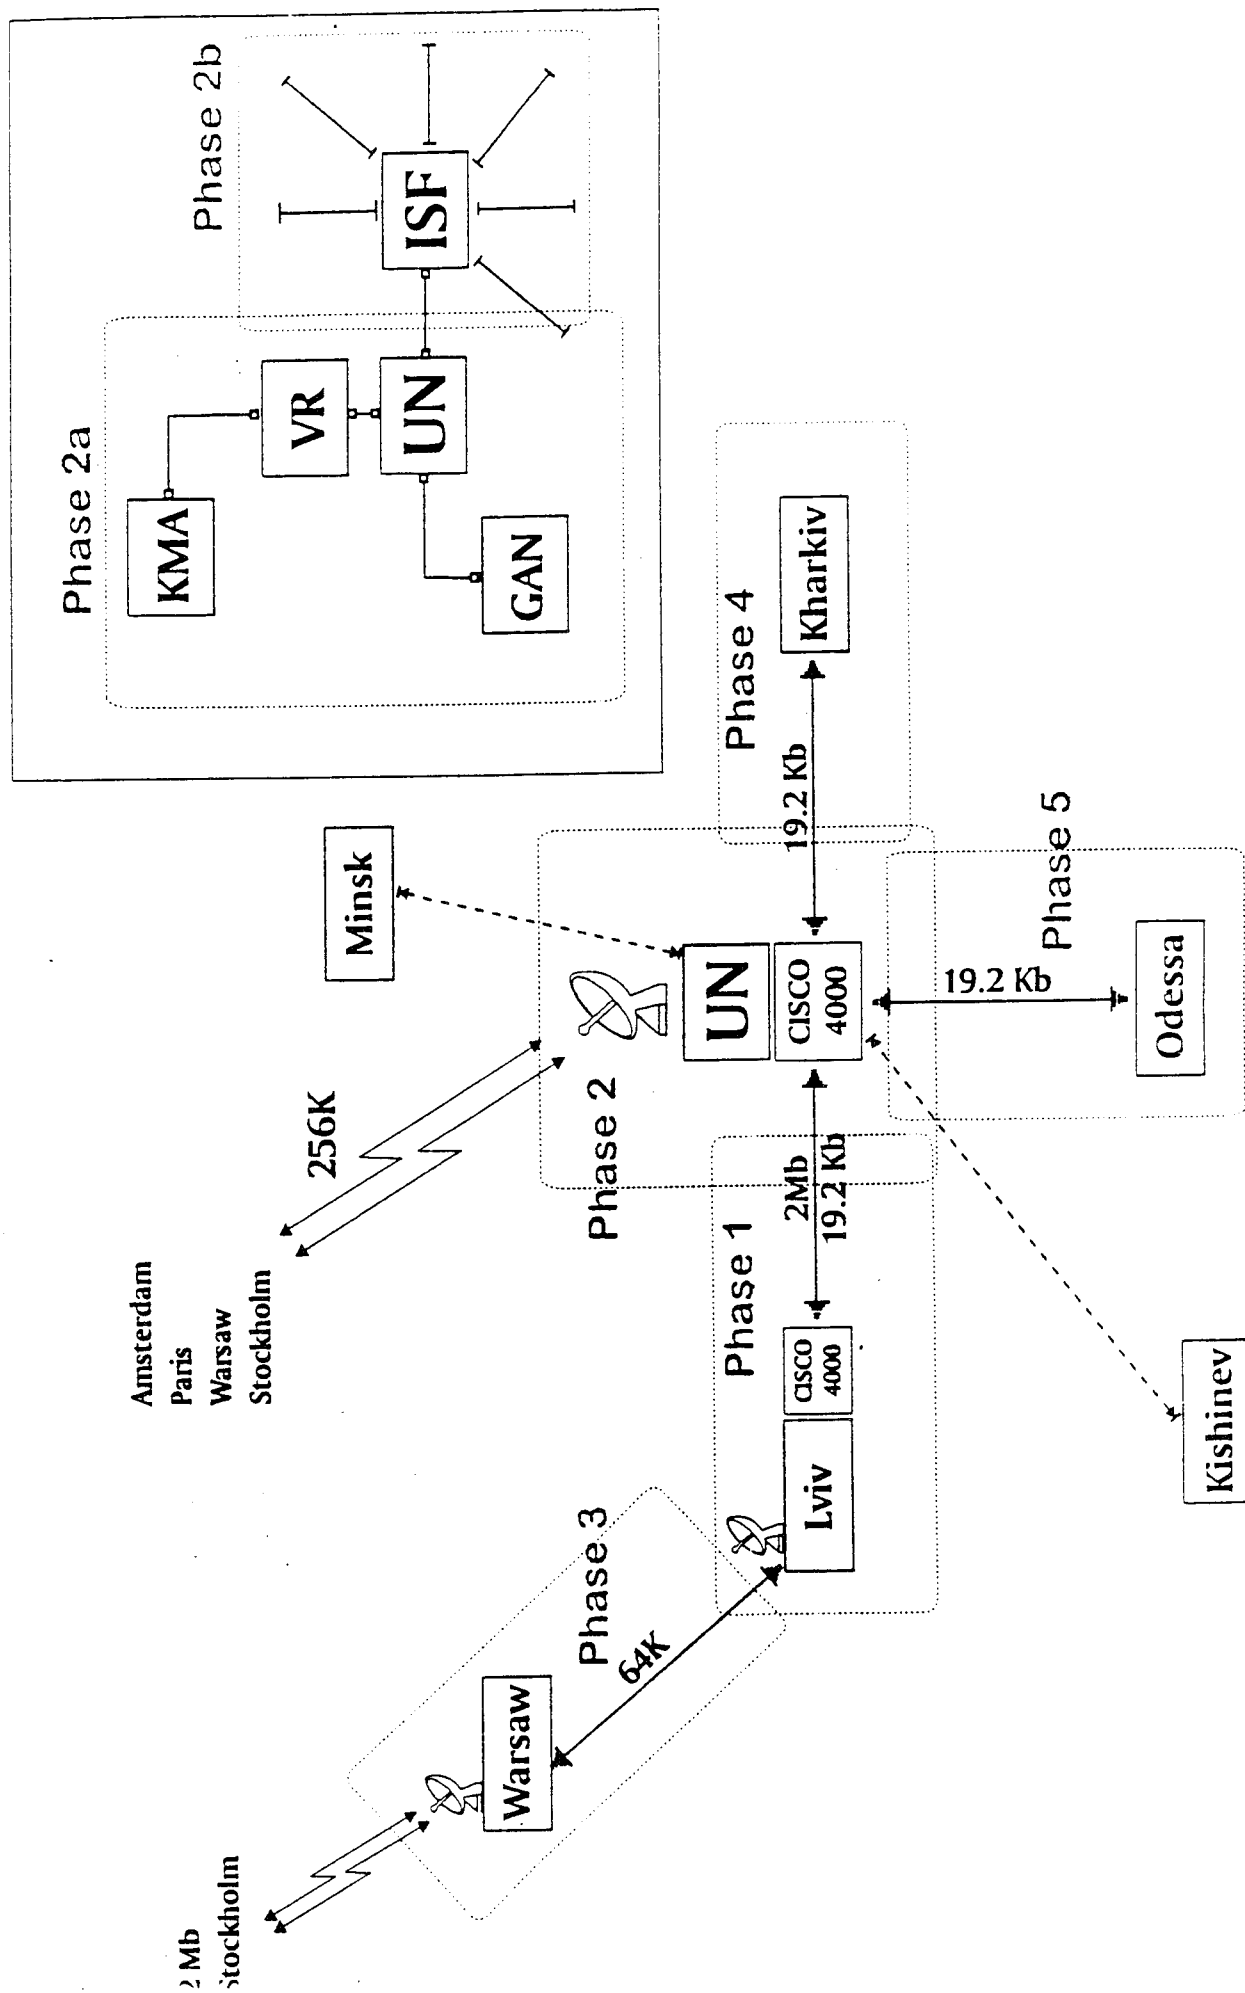 2 Mb
Stockholm
Warsaw
Phase 3
64K
Amsterdam
Paris
Warsaw
Stockholm
256K
Minsk
Phase 2
UN
CISCO
4000
Phase 1
Lviv
CISCO
4000
2Mb
19.2 Kb
Phase 4
19.2 Kb
Kharkiv
Phase 5
19.2 Kb
Odessa
Kishinev
Phase 2a
KMA
VR
UN
GAN
Phase 2b
ISF